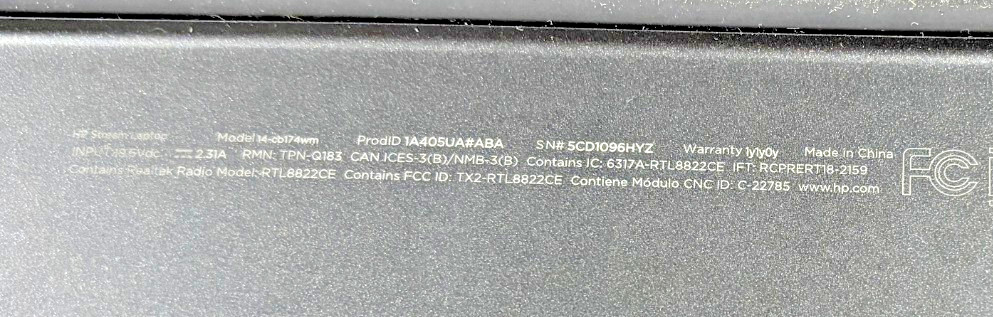 HP Stream Laptop Model 14-cb174wm ProdID 1A405UA#ABA SN# 5CD1096HYZ Warranty 1y1y0y Made in China
INPUT 19.5Vdc ⎓ 2.31A RMN: TPN-Q183 CAN ICES-3(B)/NMB-3(B) Contains IC: 6317A-RTL8822CE IFT: RCPRERT18-2159
Contains Realtek Radio Model-RTL8822CE Contains FCC ID: TX2-RTL8822CE Contiene Módulo CNC ID: C-22785 www.hp.com
FC